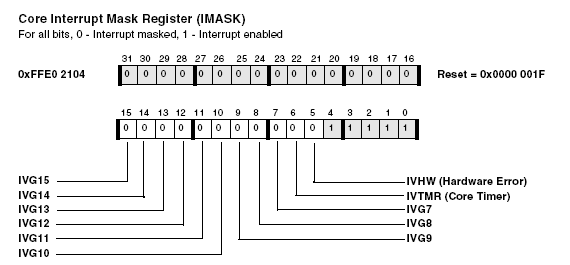 Core Interrupt Mask Register (IMASK)
For all bits, 0 - Interrupt masked, 1 - Interrupt enabled
31 30 29 28 27 26 25 24 23 22 21 20 19 18 17 16
0xFFE0 2104 0 0 0 0 0 0 0 0 0 0 0 0 0 0 0 0 Reset = 0x0000 001F
15 14 13 12 11 10 9 8 7 6 5 4 3 2 1 0
0 0 0 0 0 0 0 0 0 0 0 1 1 1 1 1
IVG15 IVHW (Hardware Error)
IVG14 IVTMR (Core Timer)
IVG13 IVG7
IVG12 IVG8
IVG11 IVG9
IVG10